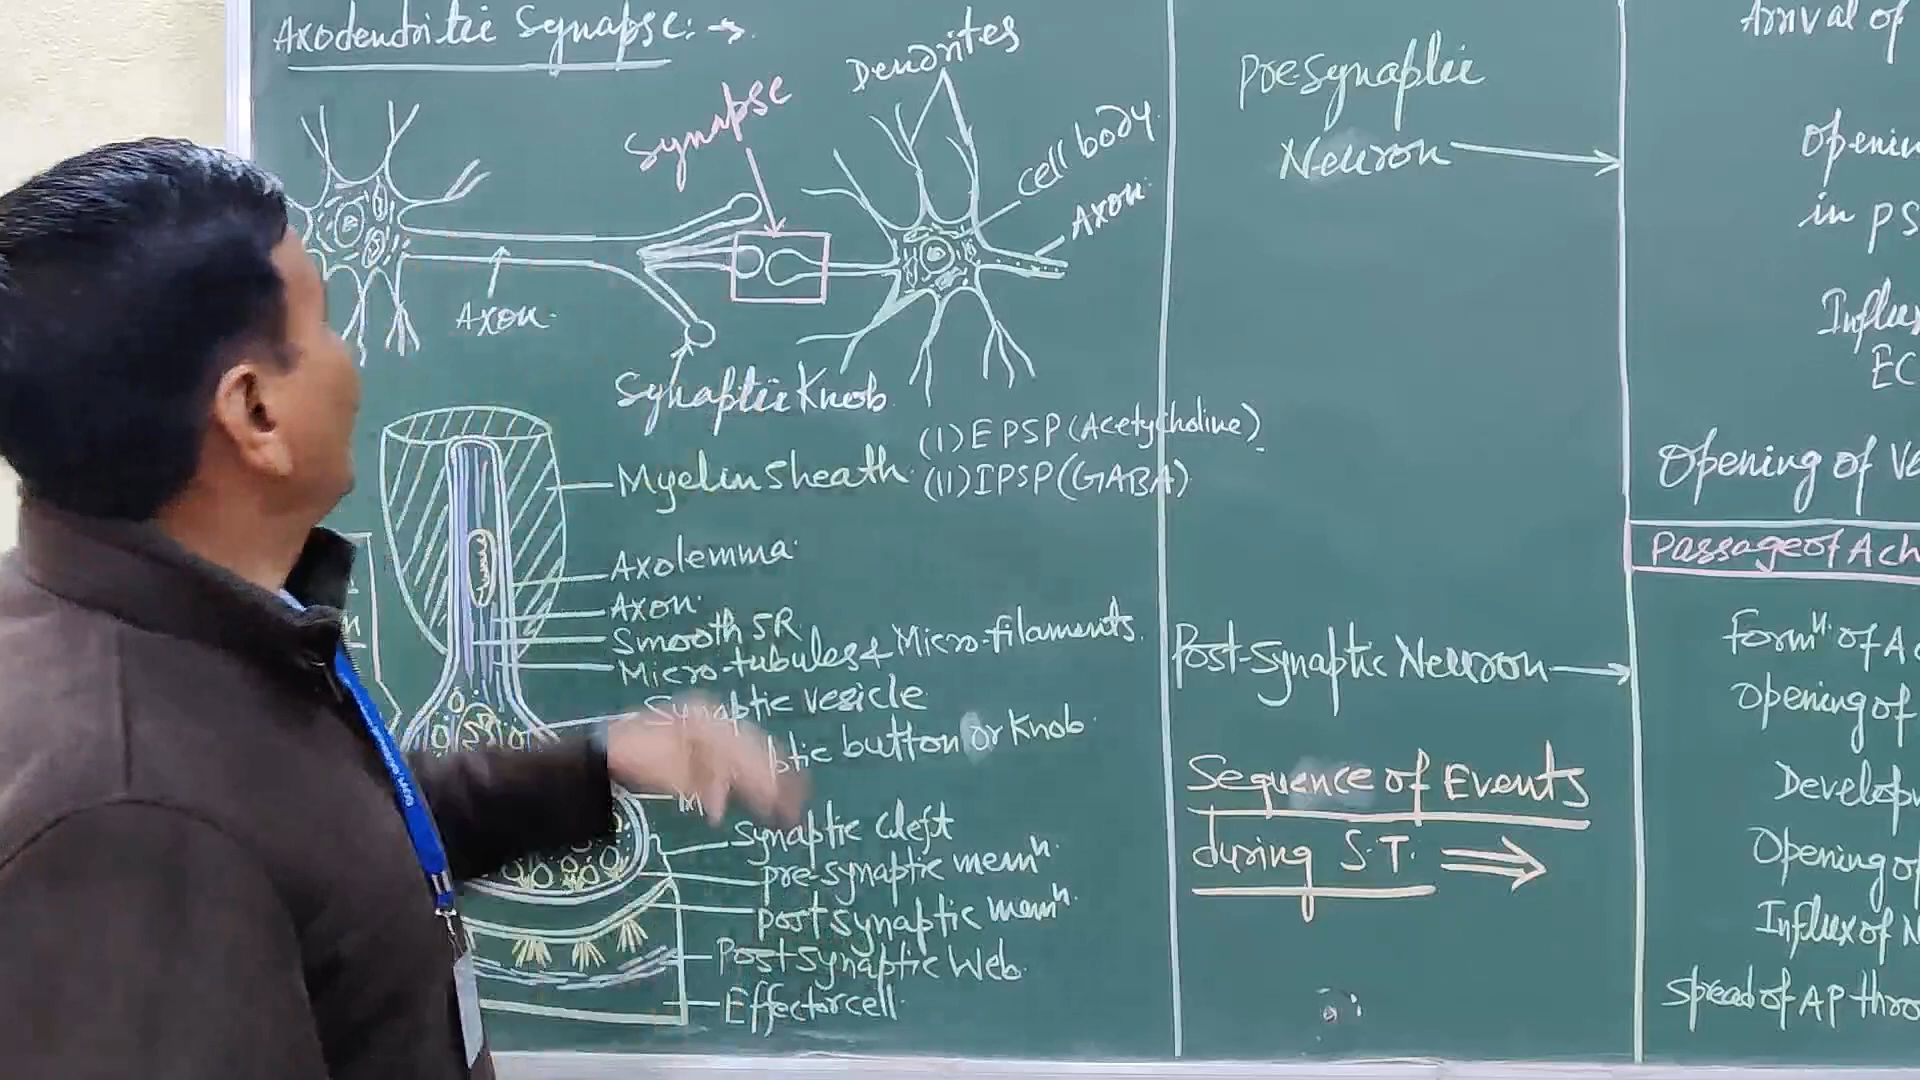 Axodendritic Synapse: →
Dendrites
Synapse
cell body
Axon
Axon
Synaptic Knob
(I) EPSP (Acetycholine)
(II) IPSP (GABA)
Myelin Sheath
Axolemma
Axon
Smooth SR
Micro-tubules & Micro-filaments
Synaptic vesicle
ptic button or Knob
Synaptic cleft
pre-synaptic memⁿ.
post synaptic memⁿ.
Post synaptic Web
Effector cell
Pre-synaptic
Neuron →
Post-Synaptic Neuron →
Sequence of Events
during S.T. ⇒
Arrival of
Openin
in PS
Influx
EC
Opening of Ve
Passage of Ach
Formⁿ. of A
Opening of
Develop
Opening of
Influx of N
Spread of AP thro